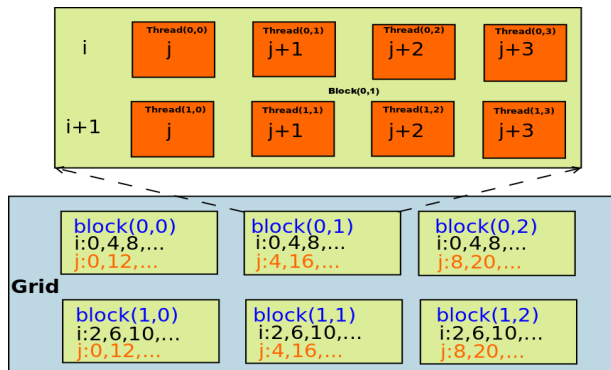 Thread(0,0) Thread(0,1) Thread(0,2) Thread(0,3)
i j j+1 j+2 j+3
Block(0,1)
Thread(1,0) Thread(1,1) Thread(1,2) Thread(1,3)
i+1 j j+1 j+2 j+3
block(0,0) block(0,1) block(0,2)
i:0,4,8,... i:0,4,8,... i:0,4,8,...
j:0,12,... j:4,16,... j:8,20,...
Grid
block(1,0) block(1,1) block(1,2)
i:2,6,10,... i:2,6,10,... i:2,6,10,...
j:0,12,... j:4,16,... j:8,20,...